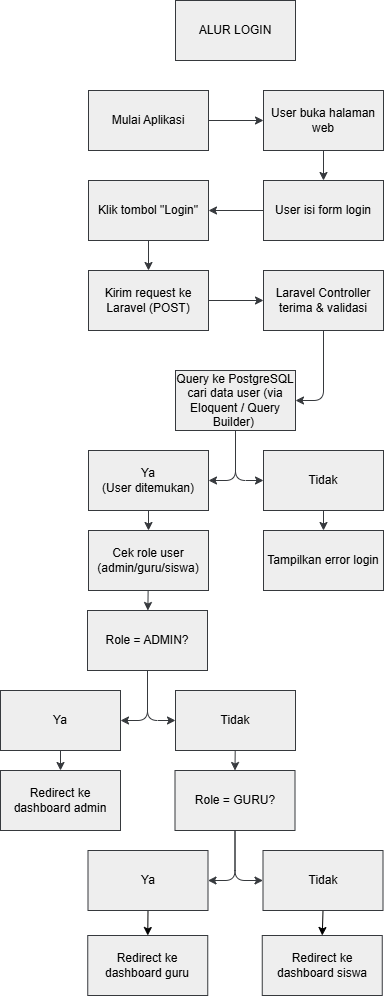 ALUR LOGIN
Mulai Aplikasi
User buka halaman
web
Klik tombol "Login"
User isi form login
Kirim request ke
Laravel (POST)
Laravel Controller
terima & validasi
Query ke PostgreSQL
cari data user (via
Eloquent / Query
Builder)
Ya
(User ditemukan)
Tidak
Cek role user
(admin/guru/siswa)
Tampilkan error login
Role = ADMIN?
Ya
Tidak
Redirect ke
dashboard admin
Role = GURU?
Ya
Tidak
Redirect ke
dashboard guru
Redirect ke
dashboard siswa